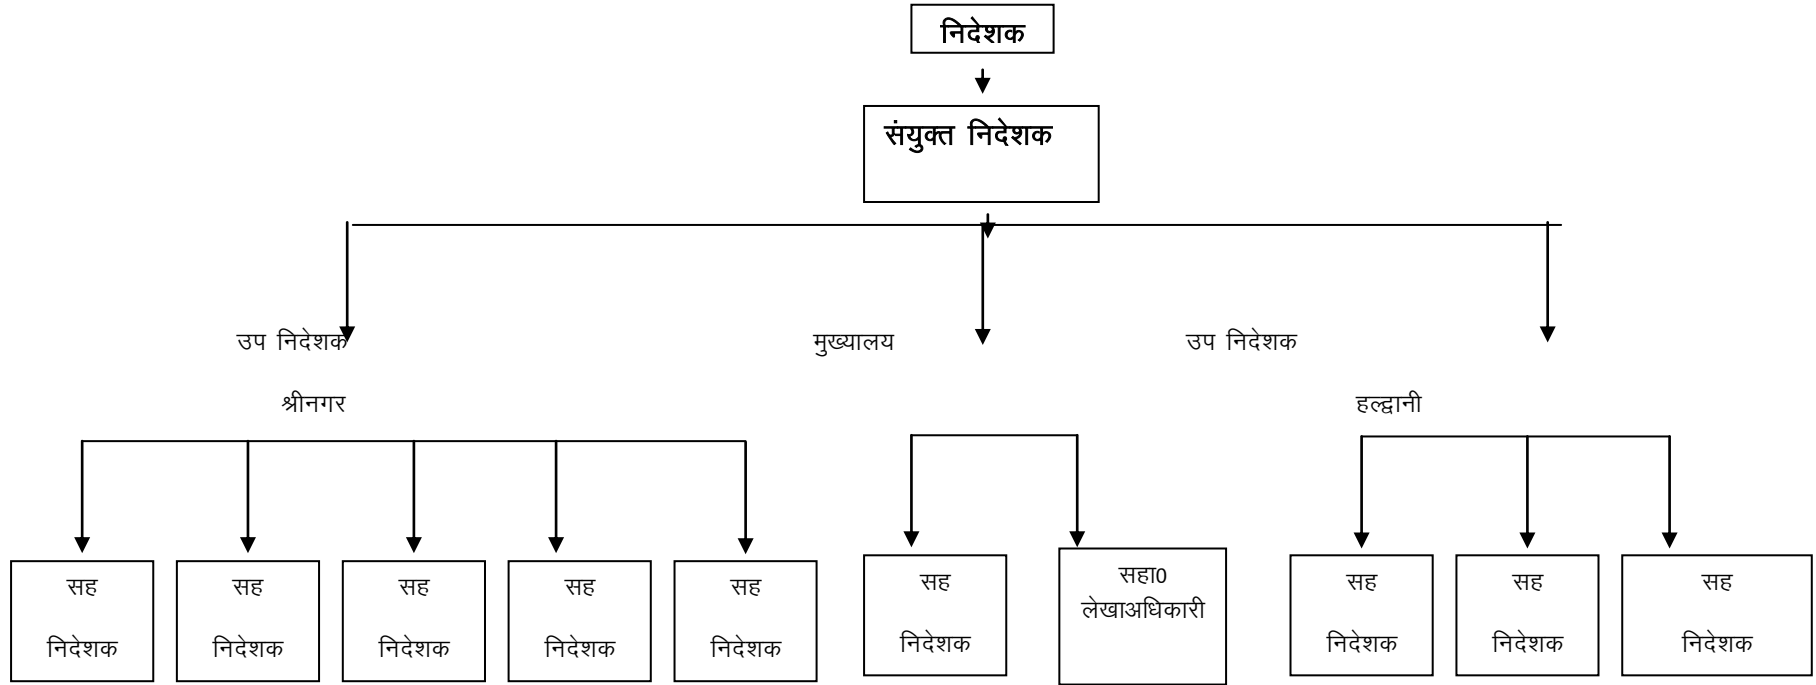 निदेशक
संयुक्त निदेशक
उप निदेशक मुख्यालय उप निदेशक
श्रीनगर हल्द्वानी
सह
निदेशक
सह
निदेशक
सह
निदेशक
सह
निदेशक
सह
निदेशक
सह
निदेशक
सहा0
लेखाअधिकारी
सह
निदेशक
सह
निदेशक
सह
निदेशक